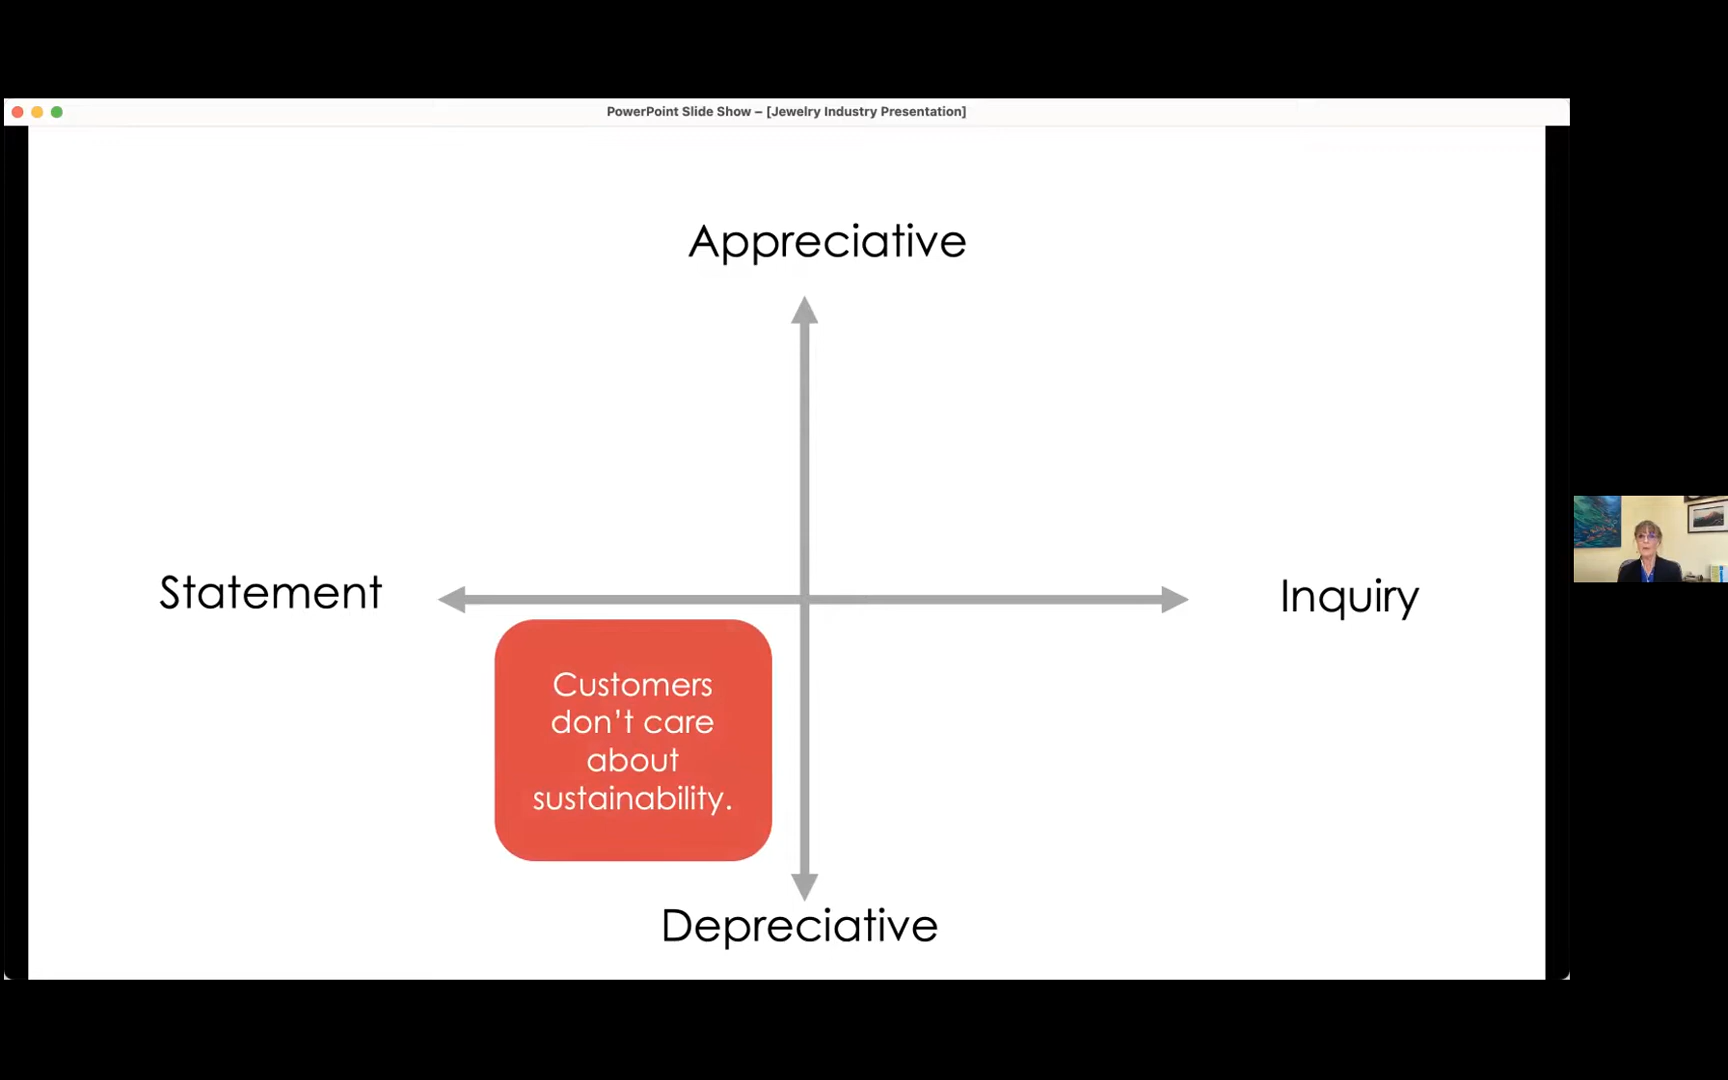 PowerPoint Slide Show – [Jewelry Industry Presentation]
Appreciative
Statement
Inquiry
Customers
don’t care
about
sustainability.
Depreciative